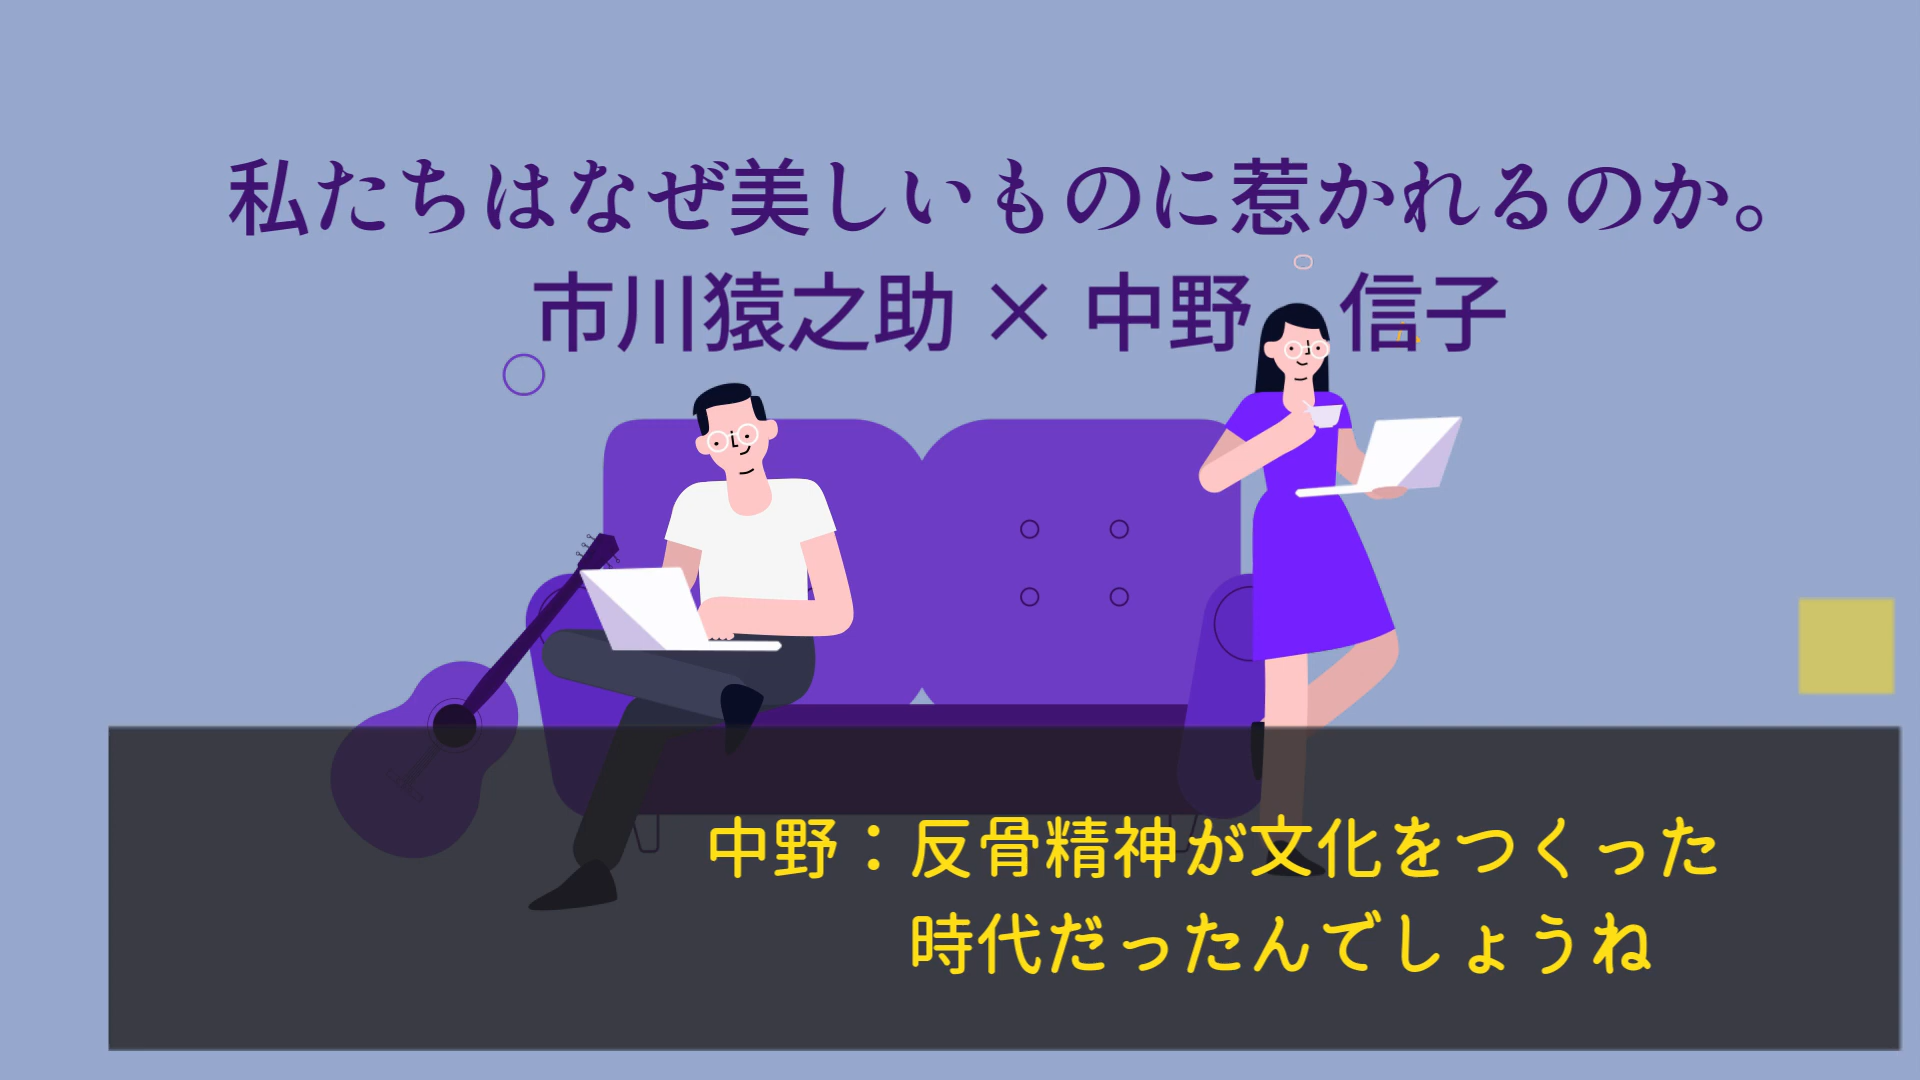 私たちはなぜ美しいものに惹かれるのか。
市川猿之助 × 中野　信子
中野：反骨精神が文化をつくった
時代だったんでしょうね